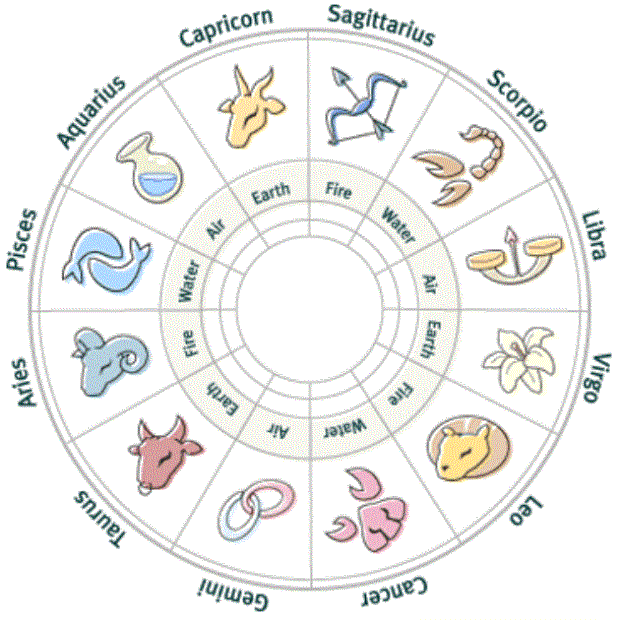 Capricorn
Sagittarius
Scorpio
Libra
Virgo
Leo
Cancer
Gemini
Taurus
Aries
Pisces
Aquarius
Earth
Fire
Water
Air
Earth
Fire
Water
Air
Earth
Fire
Water
Air